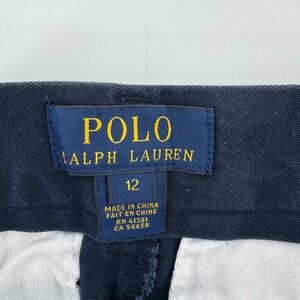 POLO
RALPH LAUREN
12
MADE IN CHINA
FAIT EN CHINE
RN 41381
CA 56658